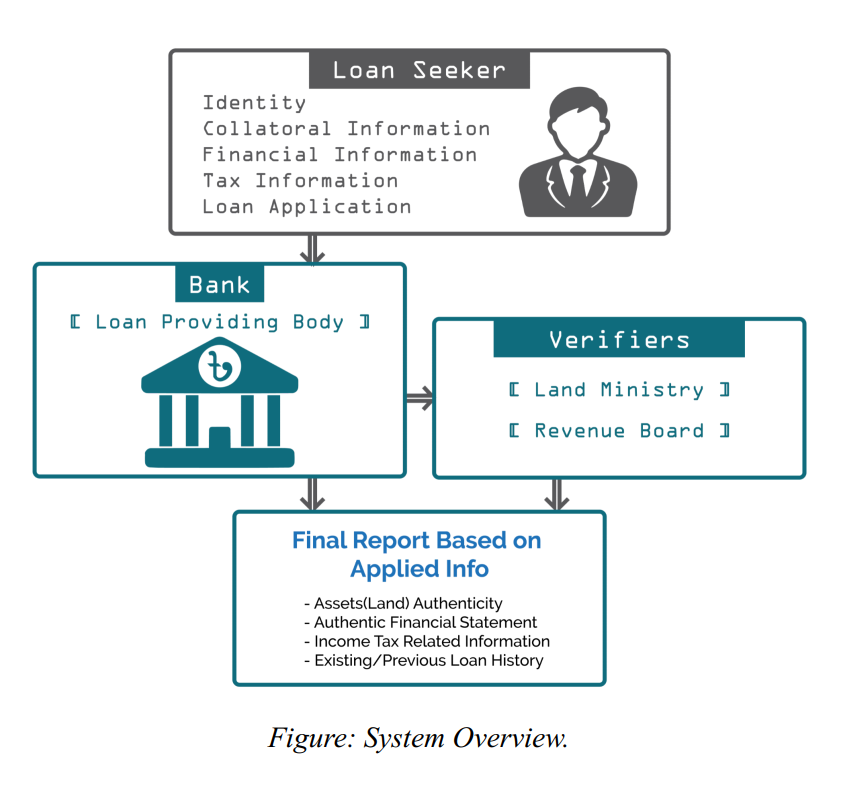 Loan Seeker
Identity
Collatoral Information
Financial Information
Tax Information
Loan Application
Bank
⟦ Loan Providing Body ⟧
৳
Verifiers
⟦ Land Ministry ⟧
⟦ Revenue Board ⟧
Final Report Based on
Applied Info
- Assets(Land) Authenticity
- Authentic Financial Statement
- Income Tax Related Information
- Existing/Previous Loan History
Figure: System Overview.